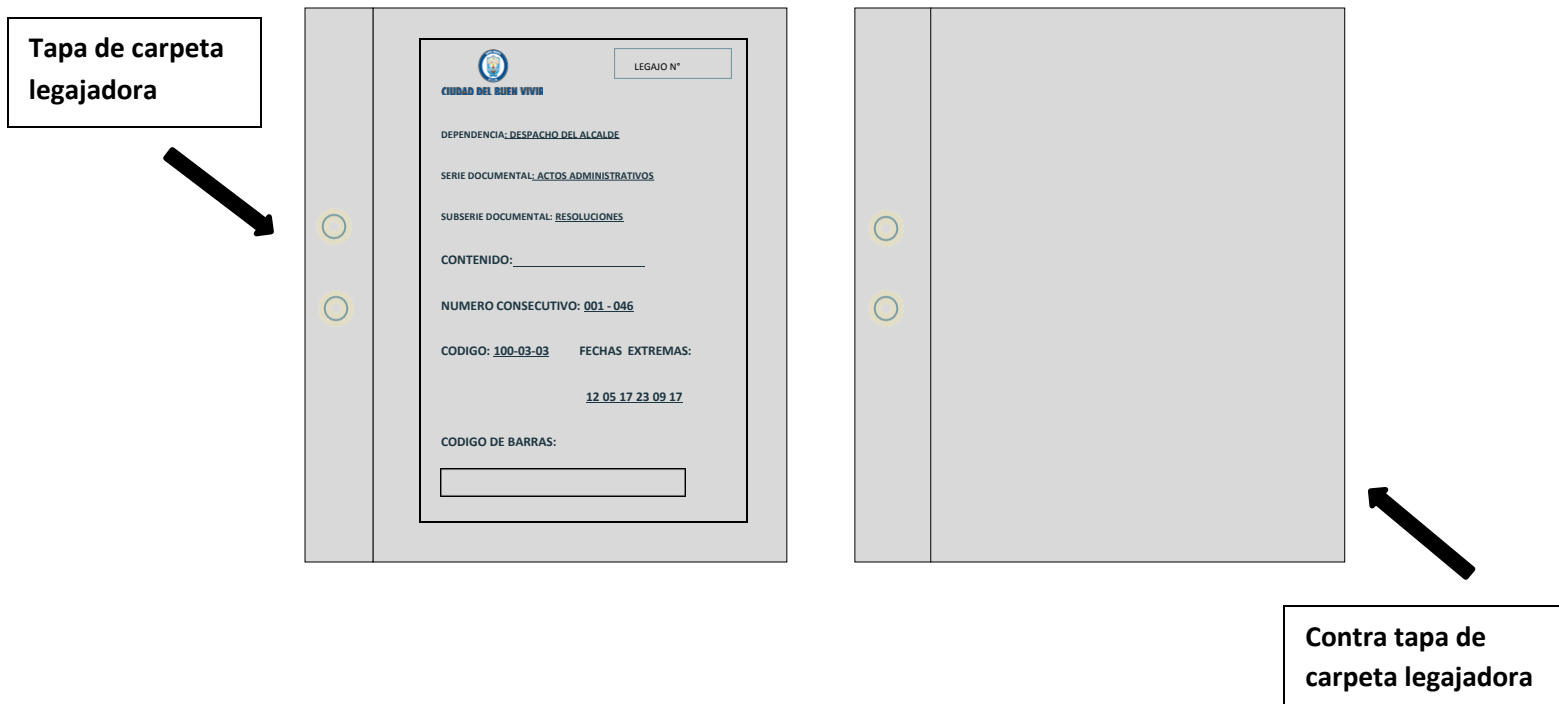 Tapa de carpeta
legajadora
LEGAJO N°
CIUDAD DEL BUEN VIVIR
DEPENDENCIA: DESPACHO DEL ALCALDE
SERIE DOCUMENTAL: ACTOS ADMINISTRATIVOS
SUBSERIE DOCUMENTAL: RESOLUCIONES
CONTENIDO:
NUMERO CONSECUTIVO: 001 - 046
CODIGO: 100-03-03 FECHAS EXTREMAS:
12 05 17 23 09 17
CODIGO DE BARRAS:
Contra tapa de
carpeta legajadora